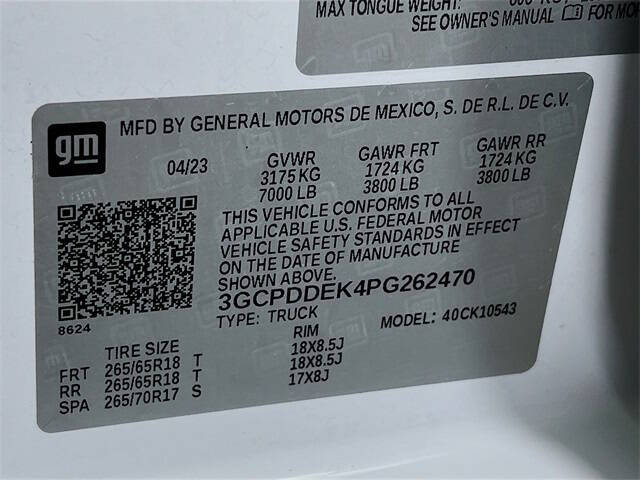 MAX TONGUE WEIGHT:
SEE OWNER'S MANUAL FOR MOR
gm
MFD BY GENERAL MOTORS DE MEXICO, S. DE R.L. DE C.V.
04/23 GVWR GAWR FRT GAWR RR
3175 KG 1724 KG 1724 KG
7000 LB 3800 LB 3800 LB
THIS VEHICLE CONFORMS TO ALL
APPLICABLE U.S. FEDERAL MOTOR
VEHICLE SAFETY STANDARDS IN EFFECT
ON THE DATE OF MANUFACTURE
SHOWN ABOVE.
3GCPDDEK4PG262470
TYPE: TRUCK MODEL: 40CK10543
8624
TIRE SIZE RIM
FRT 265/65R18 T 18X8.5J
RR 265/65R18 T 18X8.5J
SPA 265/70R17 S 17X8J